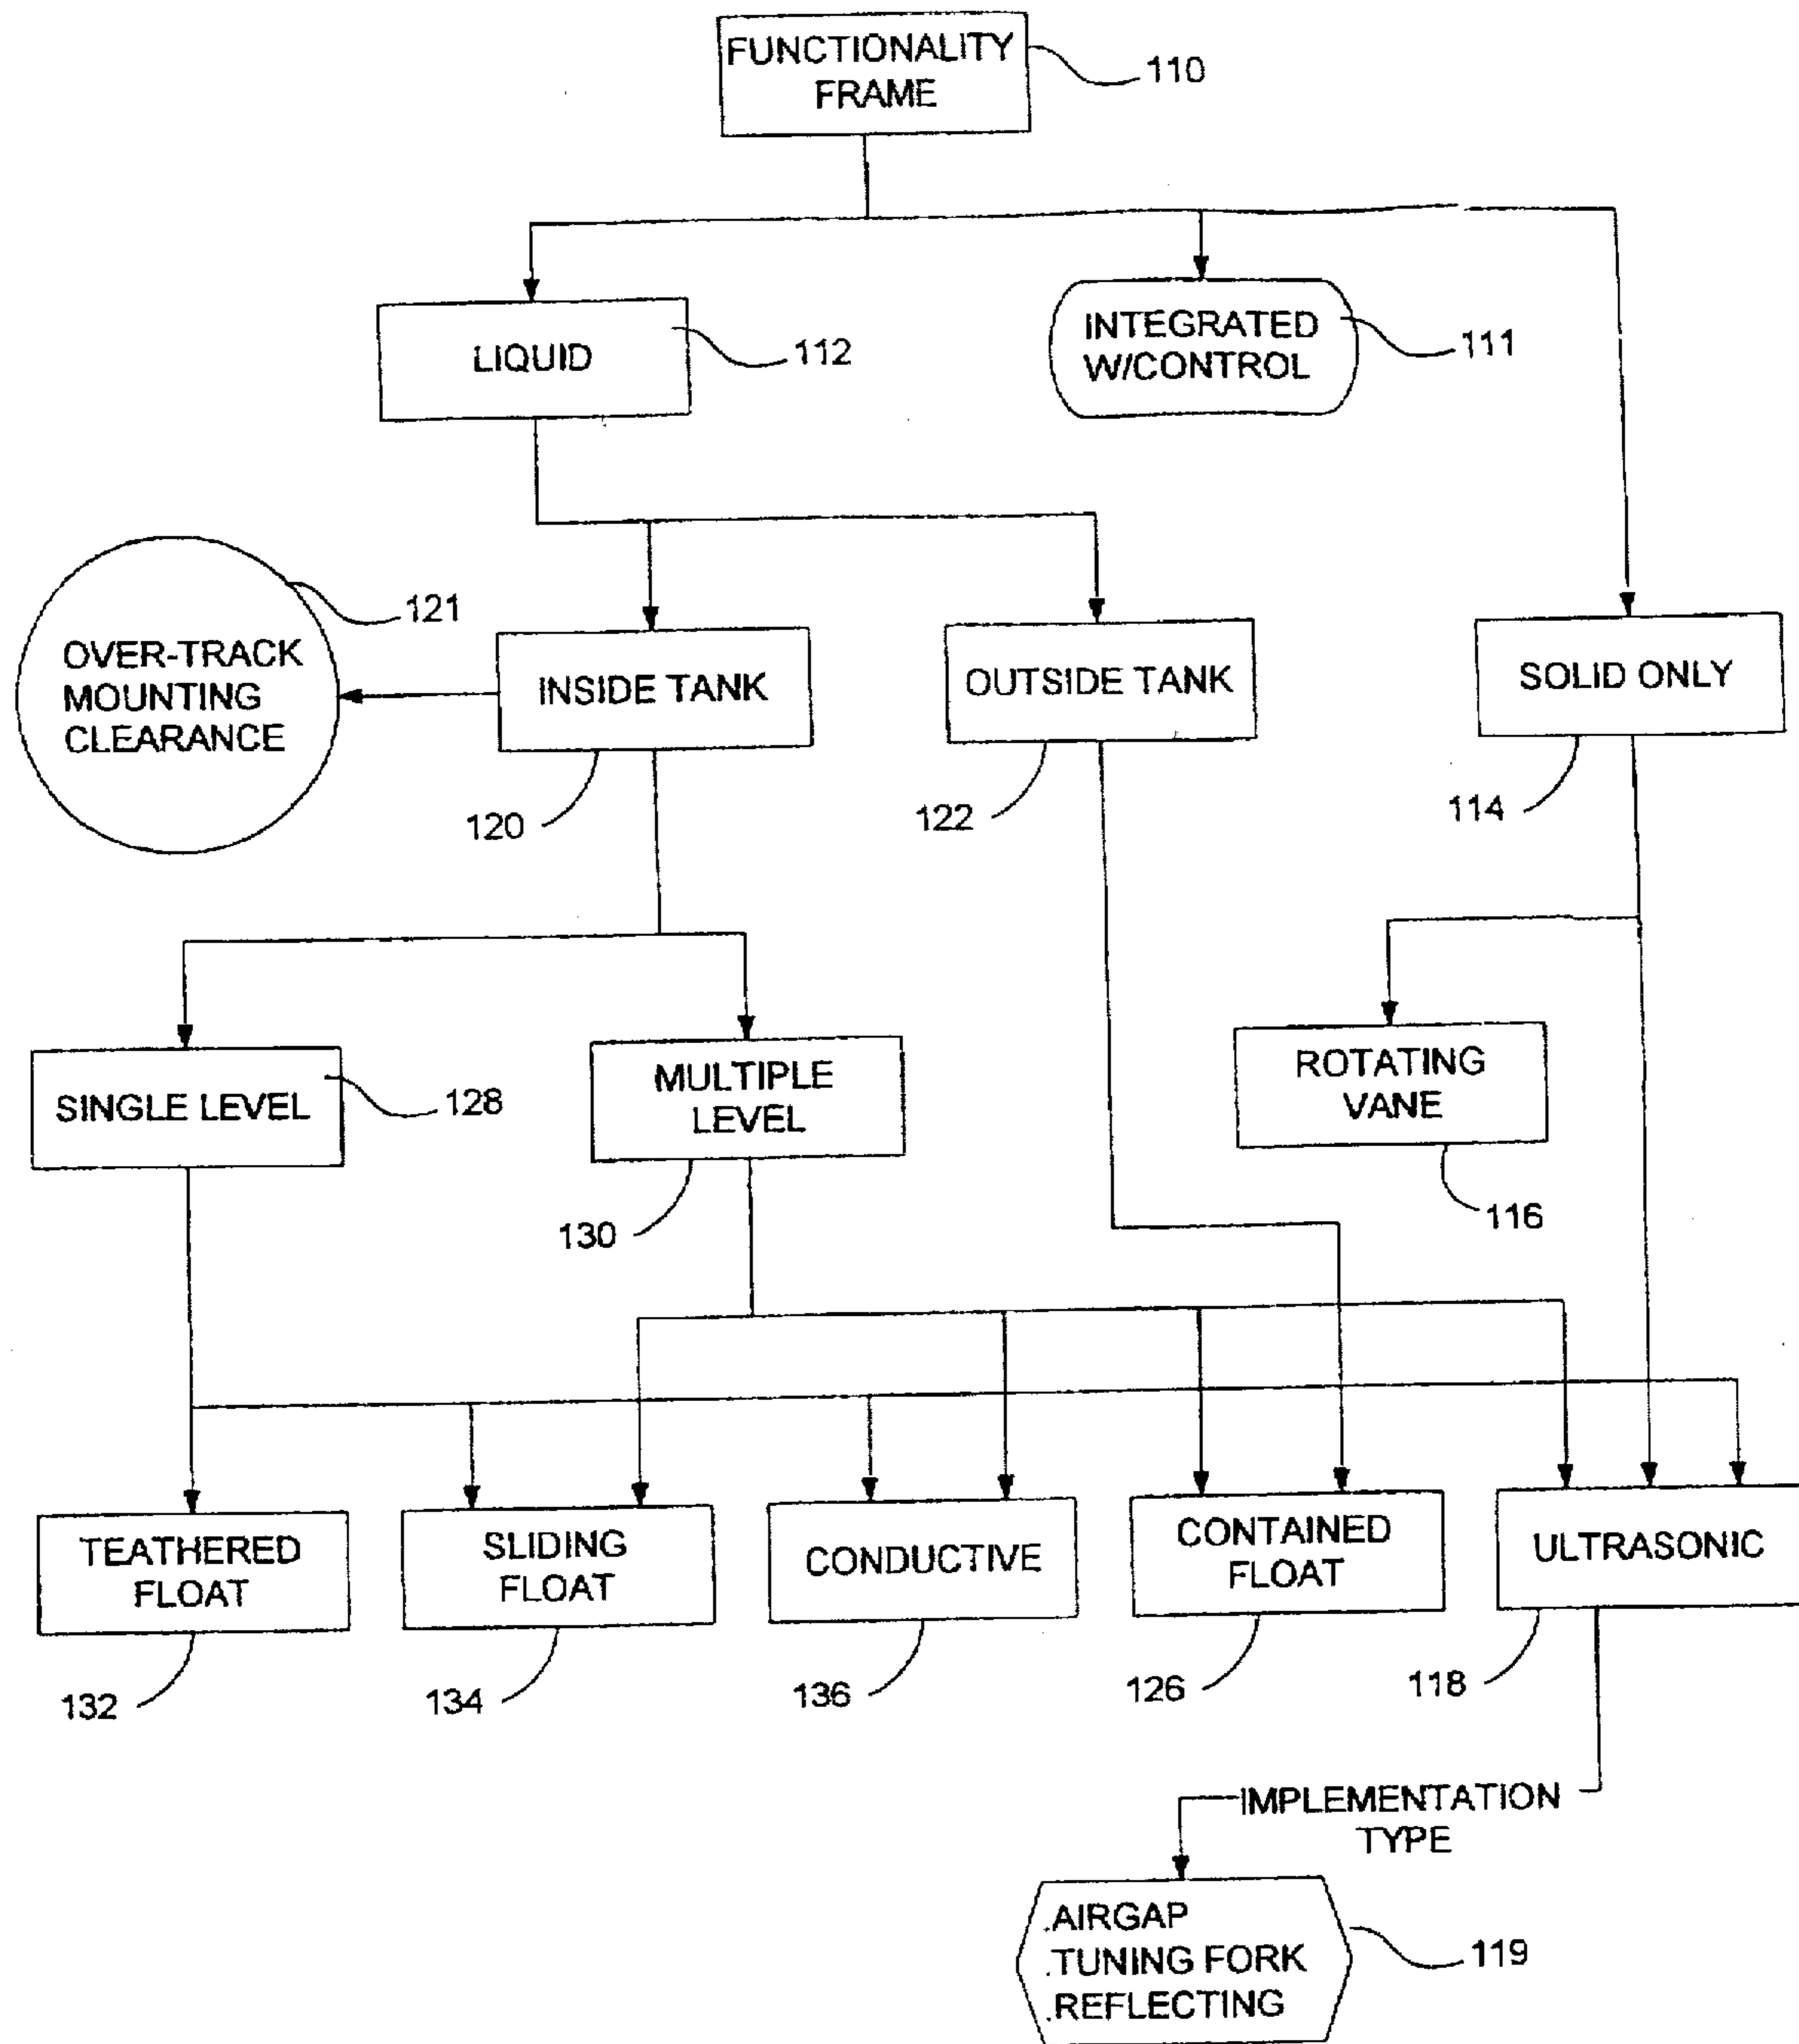 FUNCTIONALITY
FRAME
110
LIQUID
112
INTEGRATED
W/CONTROL
111
121
OVER-TRACK
MOUNTING
CLEARANCE
INSIDE TANK
120
OUTSIDE TANK
122
SOLID ONLY
114
SINGLE LEVEL
128
MULTIPLE
LEVEL
130
ROTATING
VANE
116
TEATHERED
FLOAT
132
SLIDING
FLOAT
134
CONDUCTIVE
136
CONTAINED
FLOAT
126
ULTRASONIC
118
IMPLEMENTATION
TYPE
.AIRGAP
.TUNING FORK
.REFLECTING
119